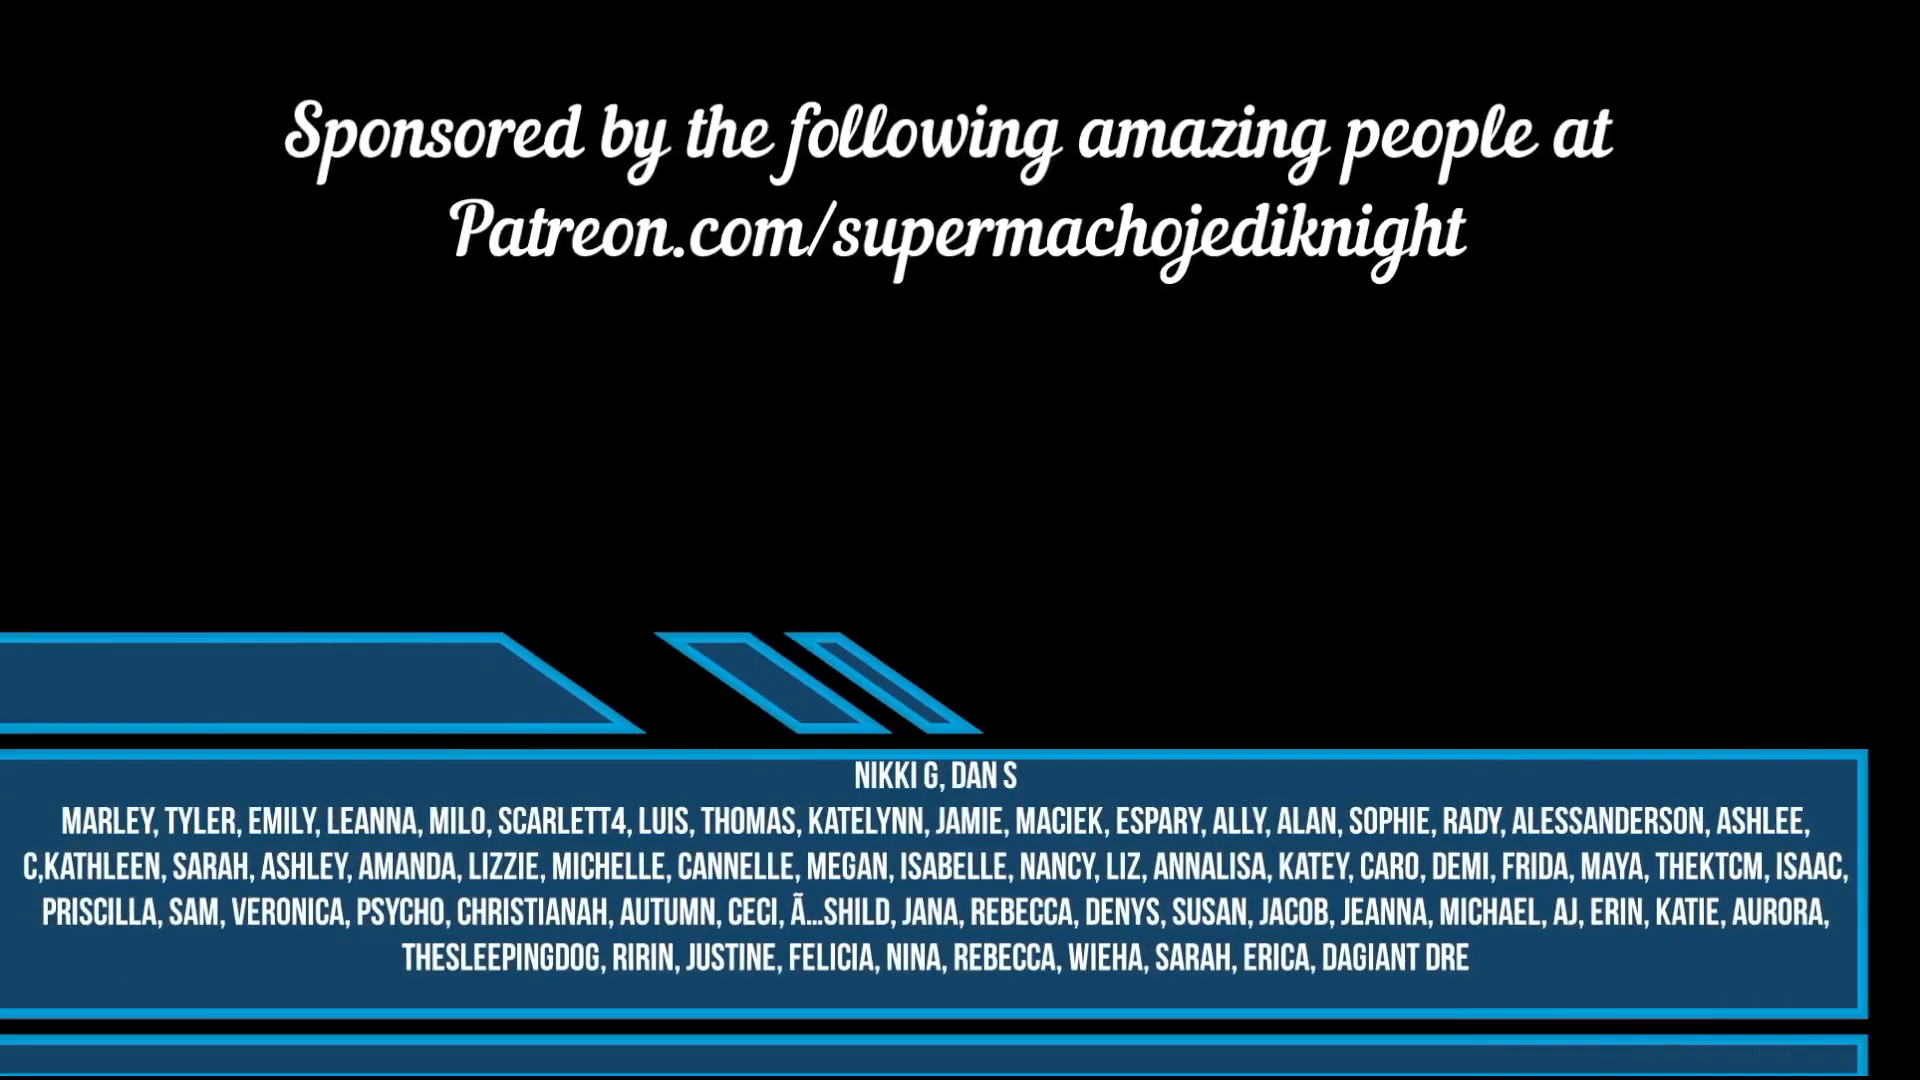 Sponsored by the following amazing people at
Patreon.com/supermachojediknight
NIKKI G, DAN S
MARLEY, TYLER, EMILY, LEANNA, MILO, SCARLETT4, LUIS, THOMAS, KATELYNN, JAMIE, MACIEK, ESPARY, ALLY, ALAN, SOPHIE, RADY, ALESSANDERSON, ASHLEE,
C,KATHLEEN, SARAH, ASHLEY, AMANDA, LIZZIE, MICHELLE, CANNELLE, MEGAN, ISABELLE, NANCY, LIZ, ANNALISA, KATEY, CARO, DEMI, FRIDA, MAYA, THEKTCM, ISAAC,
PRISCILLA, SAM, VERONICA, PSYCHO, CHRISTIANAH, AUTUMN, CECI, Ã...SHILD, JANA, REBECCA, DENYS, SUSAN, JACOB, JEANNA, MICHAEL, AJ, ERIN, KATIE, AURORA,
THESLEEPINGDOG, RIRIN, JUSTINE, FELICIA, NINA, REBECCA, WIEHA, SARAH, ERICA, DAGIANT DRE